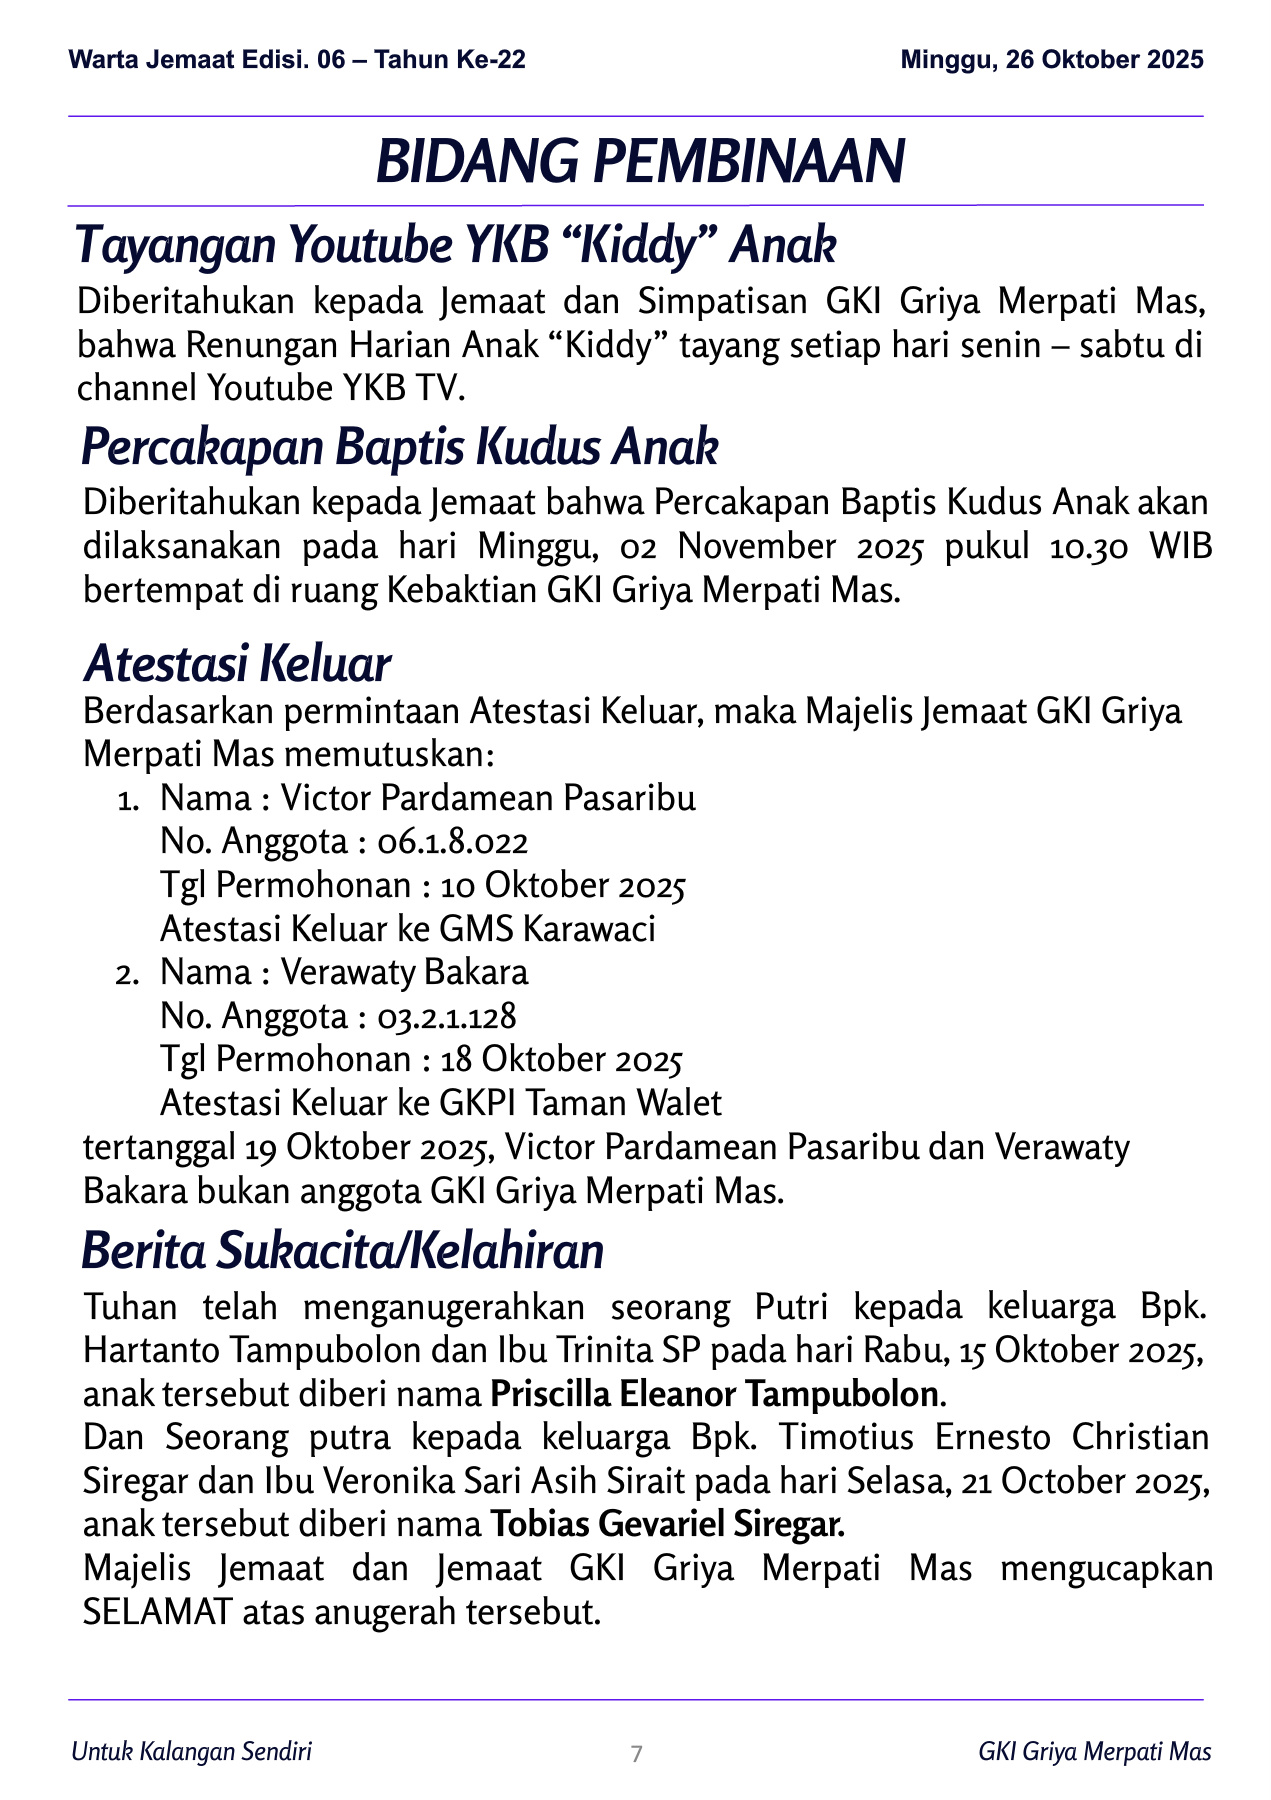 Warta Jemaat Edisi. 06 – Tahun Ke-22
Minggu, 26 Oktober 2025
BIDANG PEMBINAAN
Tayangan Youtube YKB “Kiddy” Anak
Diberitahukan kepada Jemaat dan Simpatisan GKI Griya Merpati Mas,
bahwa Renungan Harian Anak “Kiddy” tayang setiap hari senin – sabtu di
channel Youtube YKB TV.
Percakapan Baptis Kudus Anak
Diberitahukan kepada Jemaat bahwa Percakapan Baptis Kudus Anak akan
dilaksanakan pada hari Minggu, 02 November 2025 pukul 10.30 WIB
bertempat di ruang Kebaktian GKI Griya Merpati Mas.
Atestasi Keluar
Berdasarkan permintaan Atestasi Keluar, maka Majelis Jemaat GKI Griya
Merpati Mas memutuskan:
1. Nama : Victor Pardamean Pasaribu
No. Anggota : 06.1.8.022
Tgl Permohonan : 10 Oktober 2025
Atestasi Keluar ke GMS Karawaci
2. Nama : Verawaty Bakara
No. Anggota : 03.2.1.128
Tgl Permohonan : 18 Oktober 2025
Atestasi Keluar ke GKPI Taman Walet
tertanggal 19 Oktober 2025, Victor Pardamean Pasaribu dan Verawaty
Bakara bukan anggota GKI Griya Merpati Mas.
Berita Sukacita/Kelahiran
Tuhan telah menganugerahkan seorang Putri kepada keluarga Bpk.
Hartanto Tampubolon dan Ibu Trinita SP pada hari Rabu, 15 Oktober 2025,
anak tersebut diberi nama Priscilla Eleanor Tampubolon.
Dan Seorang putra kepada keluarga Bpk. Timotius Ernesto Christian
Siregar dan Ibu Veronika Sari Asih Sirait pada hari Selasa, 21 October 2025,
anak tersebut diberi nama Tobias Gevariel Siregar.
Majelis Jemaat dan Jemaat GKI Griya Merpati Mas mengucapkan
SELAMAT atas anugerah tersebut.
Untuk Kalangan Sendiri
7
GKI Griya Merpati Mas